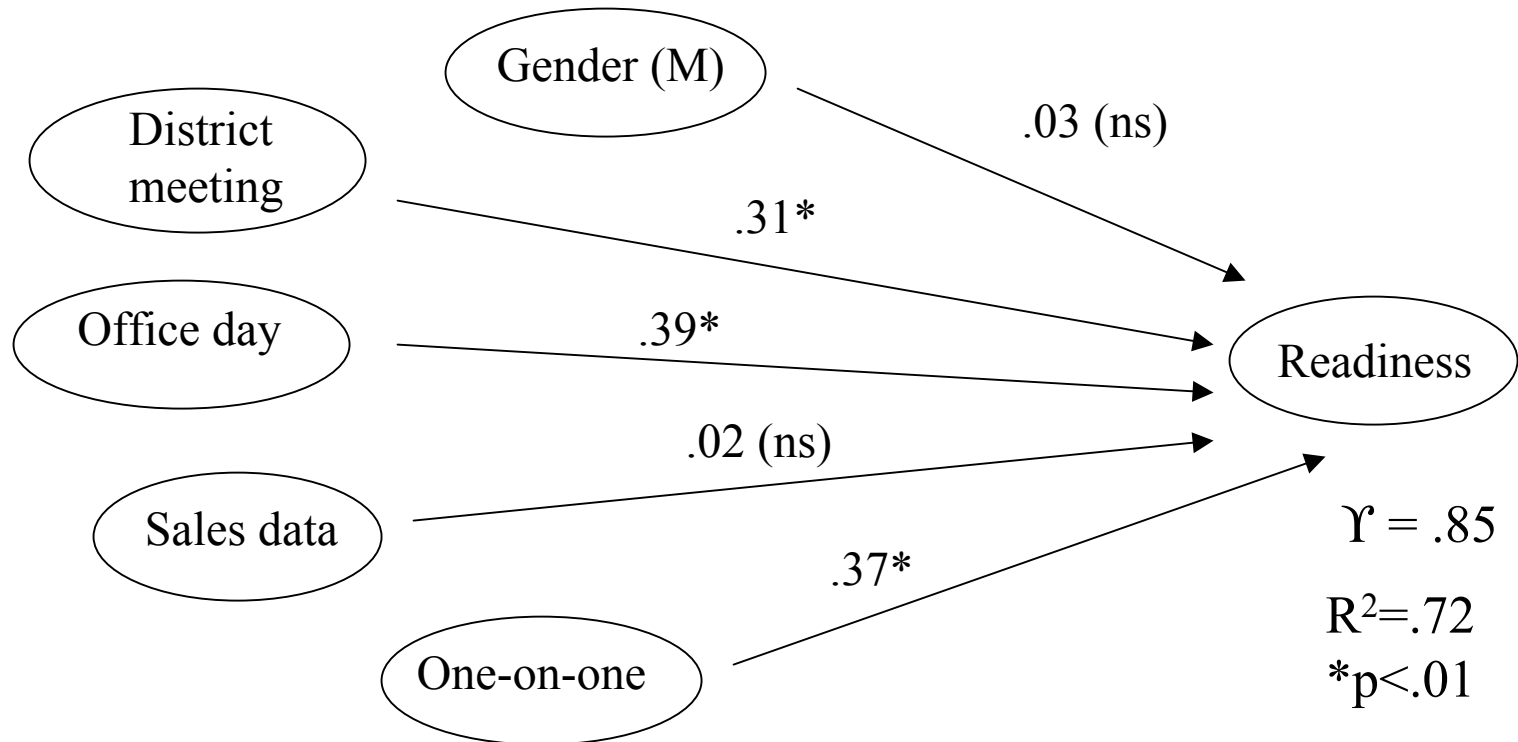 Gender (M)
.03 (ns)
District
meeting
.31*
Office day
.39*
Readiness
.02 (ns)
Sales data
ϒ = .85
.37*
R²=.72
One-on-one
*p<.01